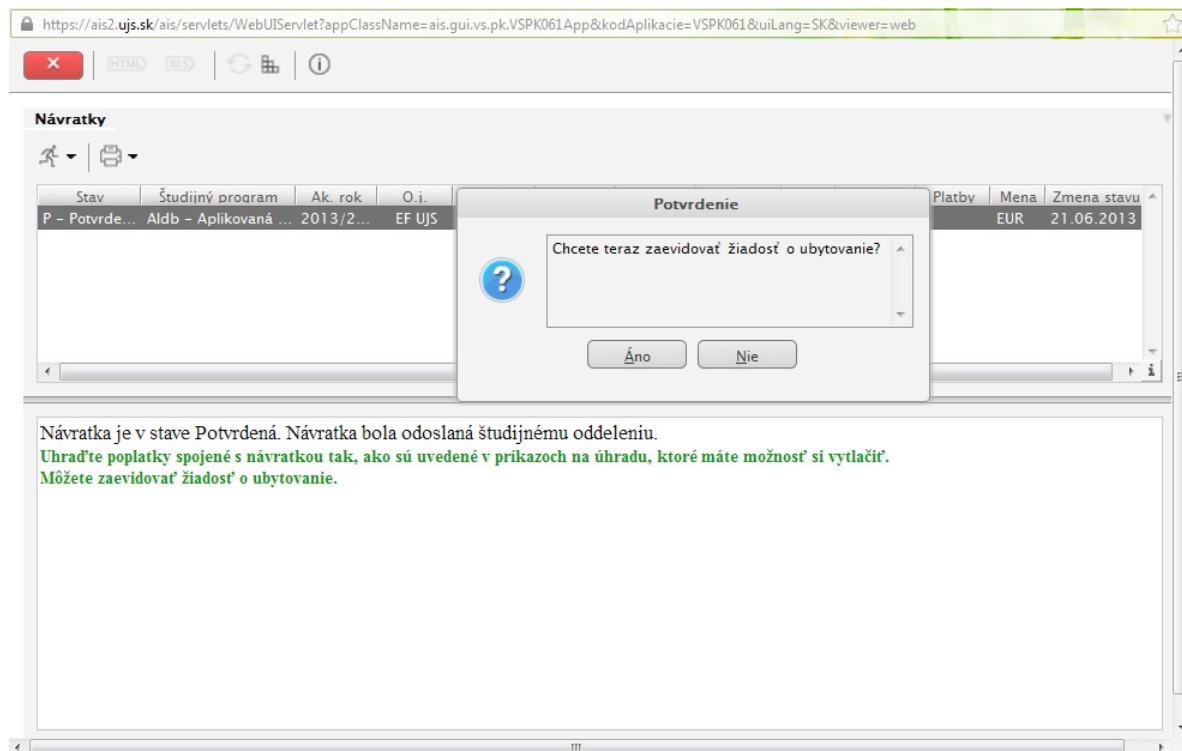 https://ais2.ujs.sk/ais/servlets/WebUIServlet?appClassName=ais.gui.vs.pk.VSPK061App&kodAplikacie=VSPK061&uiLang=SK&viewer=web
HTML XLS
Návratky
Stav Študijný program Ak. rok O.j. Platby Mena Zmena stavu
P - Potvrde... AIdb - Aplikovaná ... 2013/2... EF UJS EUR 21.06.2013
Potvrdenie
Chcete teraz zaevidovať žiadosť o ubytovanie?
Áno Nie
Návratka je v stave Potvrdená. Návratka bola odoslaná študijnému oddeleniu.
Uhraďte poplatky spojené s návratkou tak, ako sú uvedené v príkazoch na úhradu, ktoré máte možnosť si vytlačiť.
Môžete zaevidovať žiadosť o ubytovanie.